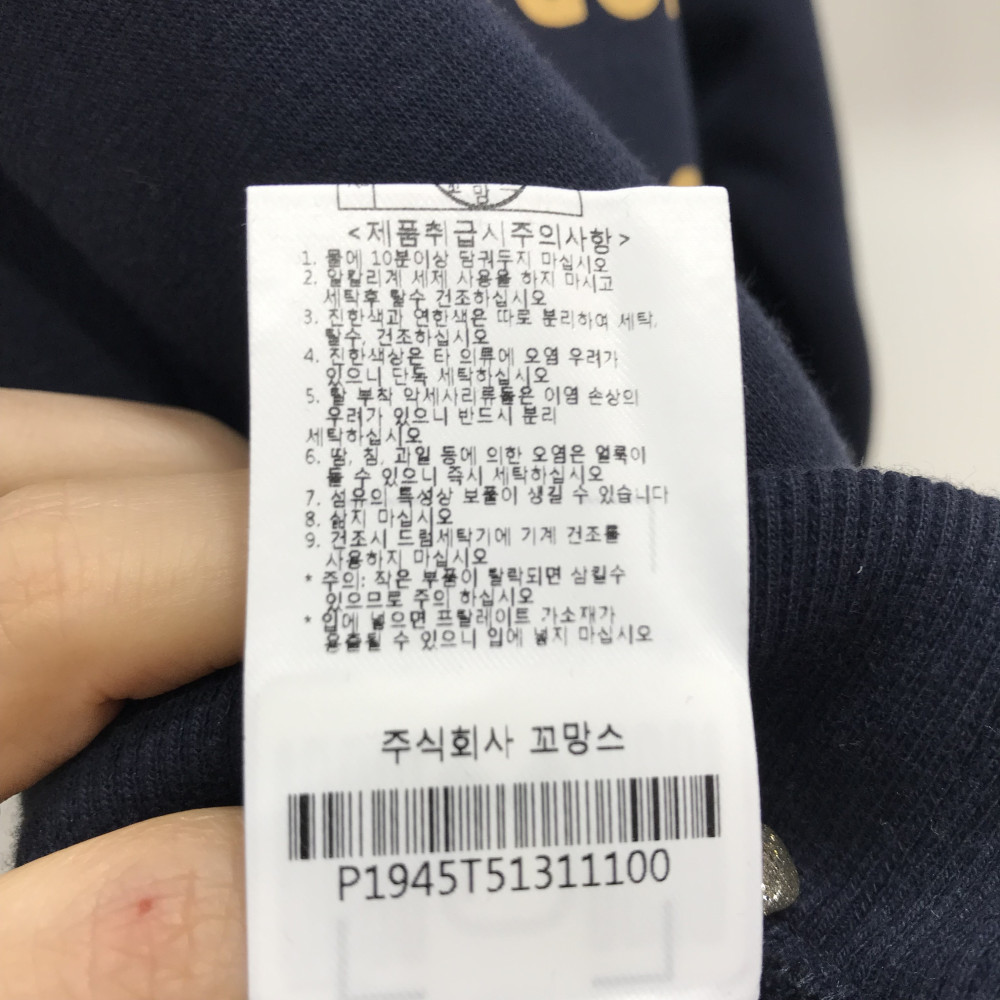 꼬망
<제품취급시주의사항>
1. 물에 10분이상 담궈두지 마십시오
2. 알칼리계 세제 사용을 하지 마시고
세탁후 탈수 건조하십시오
3. 진한색과 연한색은 따로 분리하여 세탁,
탈수, 건조하십시오
4. 진한색상은 타 의류에 오염 우려가
있으니 단독 세탁하십시오
5. 탈 부착 악세사리류들은 이염 손상의
우려가 있으니 반드시 분리
세탁하십시오
6. 땀, 침, 과일 등에 의한 오염은 얼룩이
될 수 있으니 즉시 세탁하십시오
7. 섬유의 특성상 보풀이 생길 수 있습니다
8. 삶지 마십시오
9. 건조시 드럼세탁기에 기계 건조를
사용하지 마십시오
* 주의: 작은 부품이 탈락되면 삼킬수
있으므로 주의 하십시오
* 입에 넣으면 프탈레이트 가소재가
용출될 수 있으니 입에 넣지 마십시오
주식회사 꼬망스
P1945T51311100